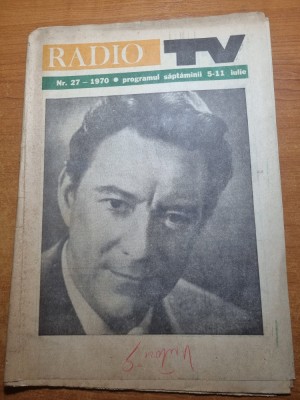 RADIO TV
Nr. 27 - 1970 • programul săptămînii 5-11 iulie